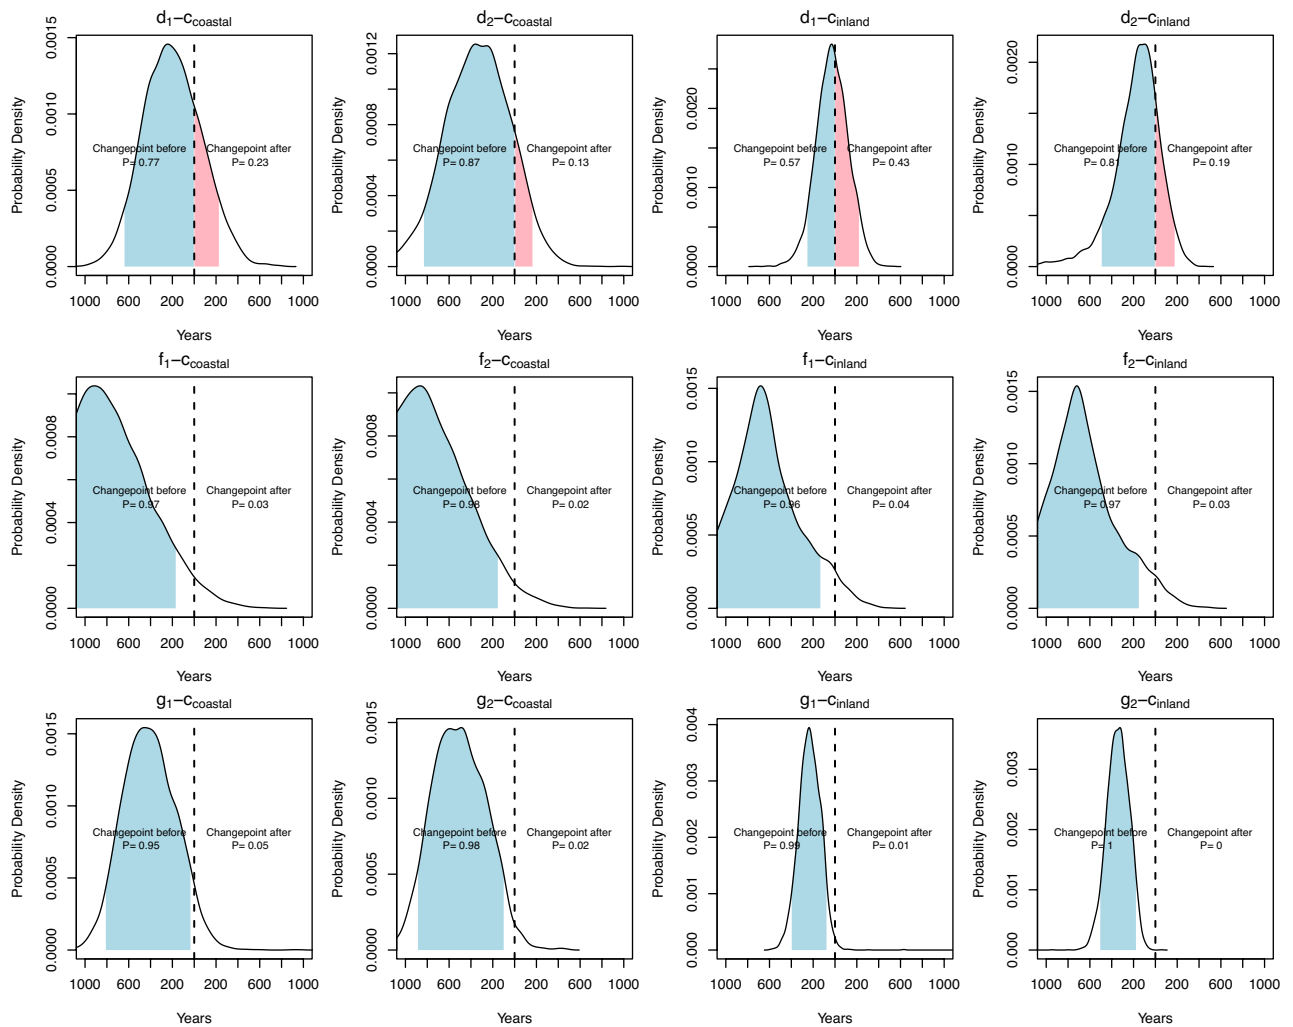 d1−ccoastal
Probability Density
0.0000 0.0005 0.0010 0.0015
Changepoint before
P= 0.77
Changepoint after
P= 0.23
1000 600 200 200 600 1000
Years
d2−ccoastal
Probability Density
0.0000 0.0004 0.0008 0.0012
Changepoint before
P= 0.87
Changepoint after
P= 0.13
1000 600 200 200 600 1000
Years
d1−cinland
Probability Density
0.0000 0.0010 0.0020
Changepoint before
P= 0.57
Changepoint after
P= 0.43
1000 600 200 200 600 1000
Years
d2−cinland
Probability Density
0.0000 0.0010 0.0020
Changepoint before
P= 0.81
Changepoint after
P= 0.19
1000 600 200 200 600 1000
Years
f1−ccoastal
Probability Density
0.0000 0.0004 0.0008
Changepoint before
P= 0.97
Changepoint after
P= 0.03
1000 600 200 200 600 1000
Years
f2−ccoastal
Probability Density
0.0000 0.0004 0.0008
Changepoint before
P= 0.98
Changepoint after
P= 0.02
1000 600 200 200 600 1000
Years
f1−cinland
Probability Density
0.0000 0.0005 0.0010 0.0015
Changepoint before
P= 0.96
Changepoint after
P= 0.04
1000 600 200 200 600 1000
Years
f2−cinland
Probability Density
0.0000 0.0005 0.0010 0.0015
Changepoint before
P= 0.97
Changepoint after
P= 0.03
1000 600 200 200 600 1000
Years
g1−ccoastal
Probability Density
0.0000 0.0005 0.0010 0.0015
Changepoint before
P= 0.95
Changepoint after
P= 0.05
1000 600 200 200 600 1000
Years
g2−ccoastal
Probability Density
0.0000 0.0005 0.0010 0.0015
Changepoint before
P= 0.98
Changepoint after
P= 0.02
1000 600 200 200 600 1000
Years
g1−cinland
Probability Density
0.000 0.001 0.002 0.003 0.004
Changepoint before
P= 0.99
Changepoint after
P= 0.01
1000 600 200 200 600 1000
Years
g2−cinland
Probability Density
0.000 0.001 0.002 0.003
Changepoint before
P= 1
Changepoint after
P= 0
1000 600 200 200 600 1000
Years